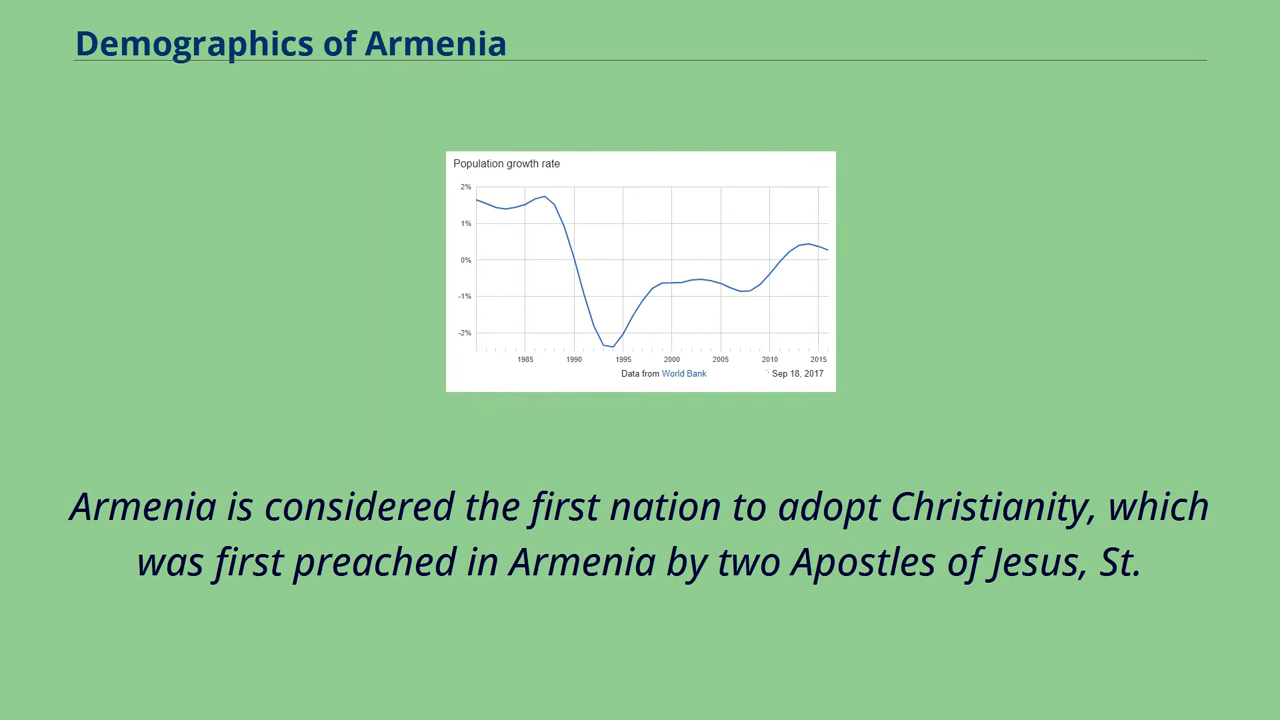 Demographics of Armenia
Population growth rate
2%
1%
0%
-1%
-2%
1985 1990 1995 2000 2005 2010 2015
Data from World Bank Sep 18, 2017
Armenia is considered the first nation to adopt Christianity, which
was first preached in Armenia by two Apostles of Jesus, St.